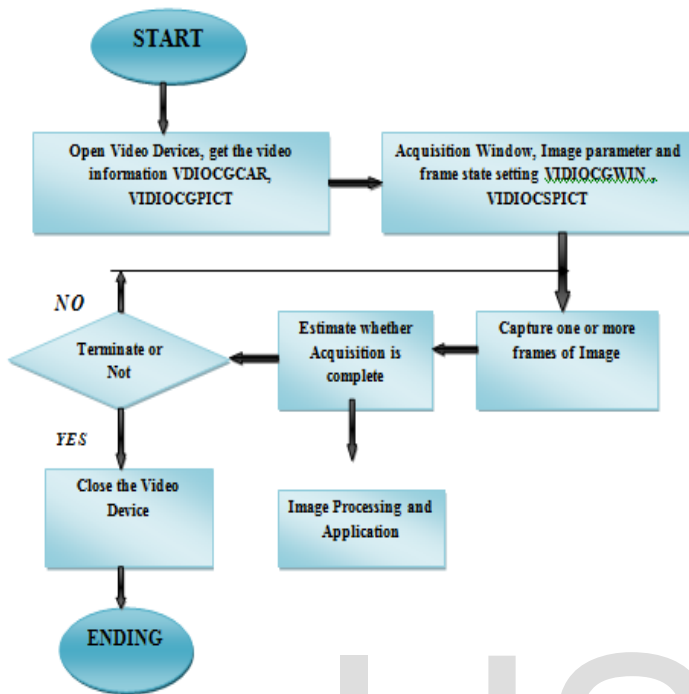 START
Open Video Devices, get the video
information VDIOCGCAR,
VIDIOCGPICT
Acquisition Window, Image parameter and
frame state setting VIDIOCGWIN ,
VIDIOCSPICT
NO
Terminate or
Not
Estimate whether
Acquisition is
complete
Capture one or more
frames of Image
YES
Close the Video
Device
Image Processing and
Application
ENDING